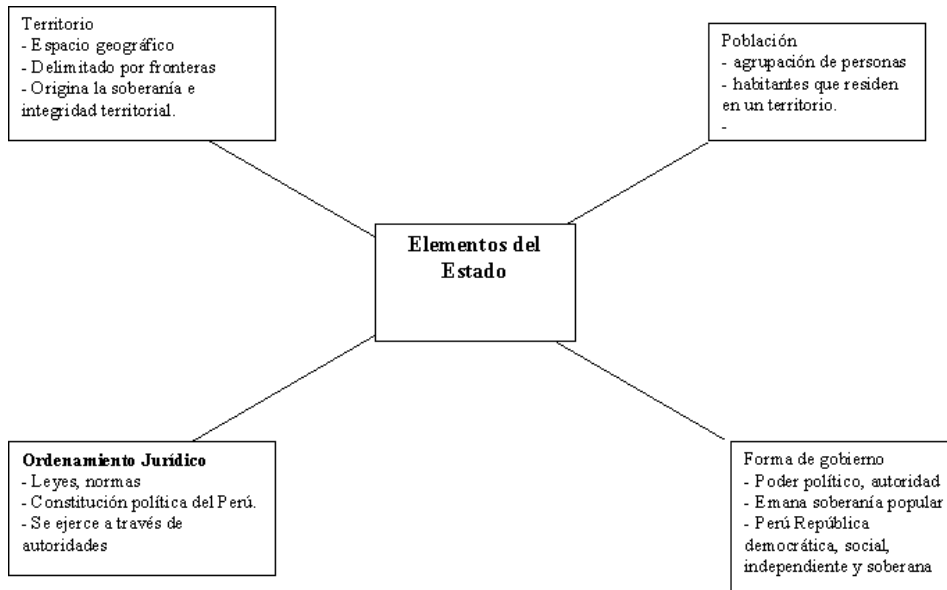 Territorio
- Espacio geográfico
- Delimitado por fronteras
- Origina la soberanía e
integridad territorial.
Población
- agrupación de personas
- habitantes que residen
en un territorio.
-
Elementos del
Estado
Ordenamiento Jurídico
- Leyes, normas
- Constitución política del Perú.
- Se ejerce a través de
autoridades
Forma de gobierno
- Poder político, autoridad
- Emana soberanía popular
- Perú República
democrática, social,
independiente y soberana